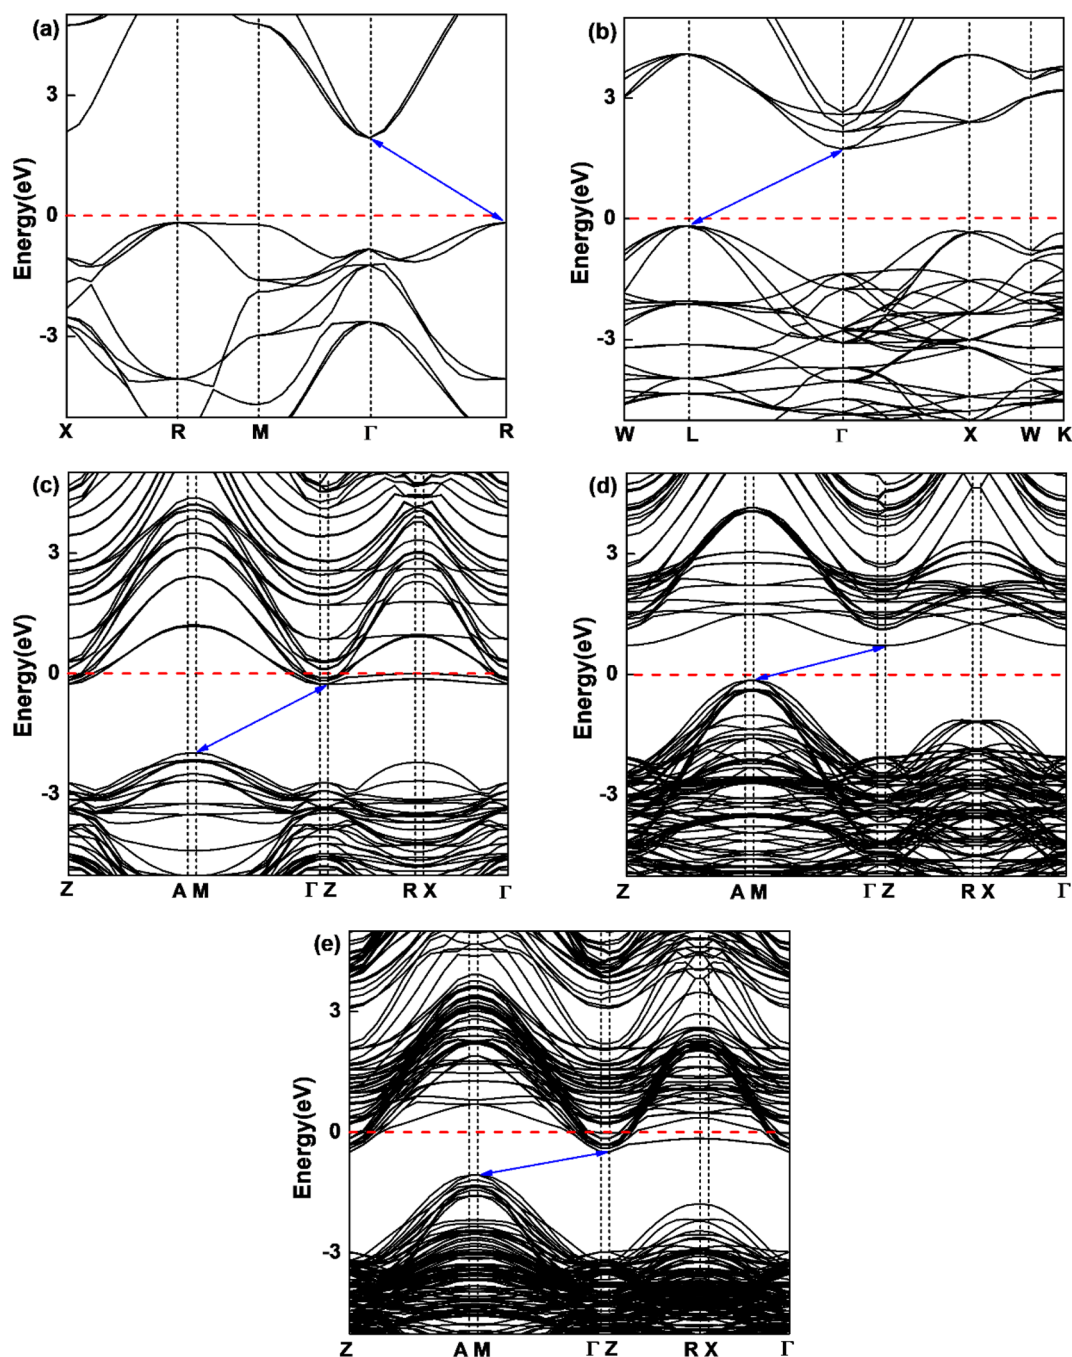 (a)
Energy(eV)
3
0
-3
X R M Γ R
(b)
Energy(eV)
3
0
-3
W L Γ X W K
(c)
Energy(eV)
3
0
-3
Z A M Γ Z R X Γ
(d)
Energy(eV)
3
0
-3
Z A M Γ Z R X Γ
(e)
Energy(eV)
3
0
-3
Z A M Γ Z R X Γ